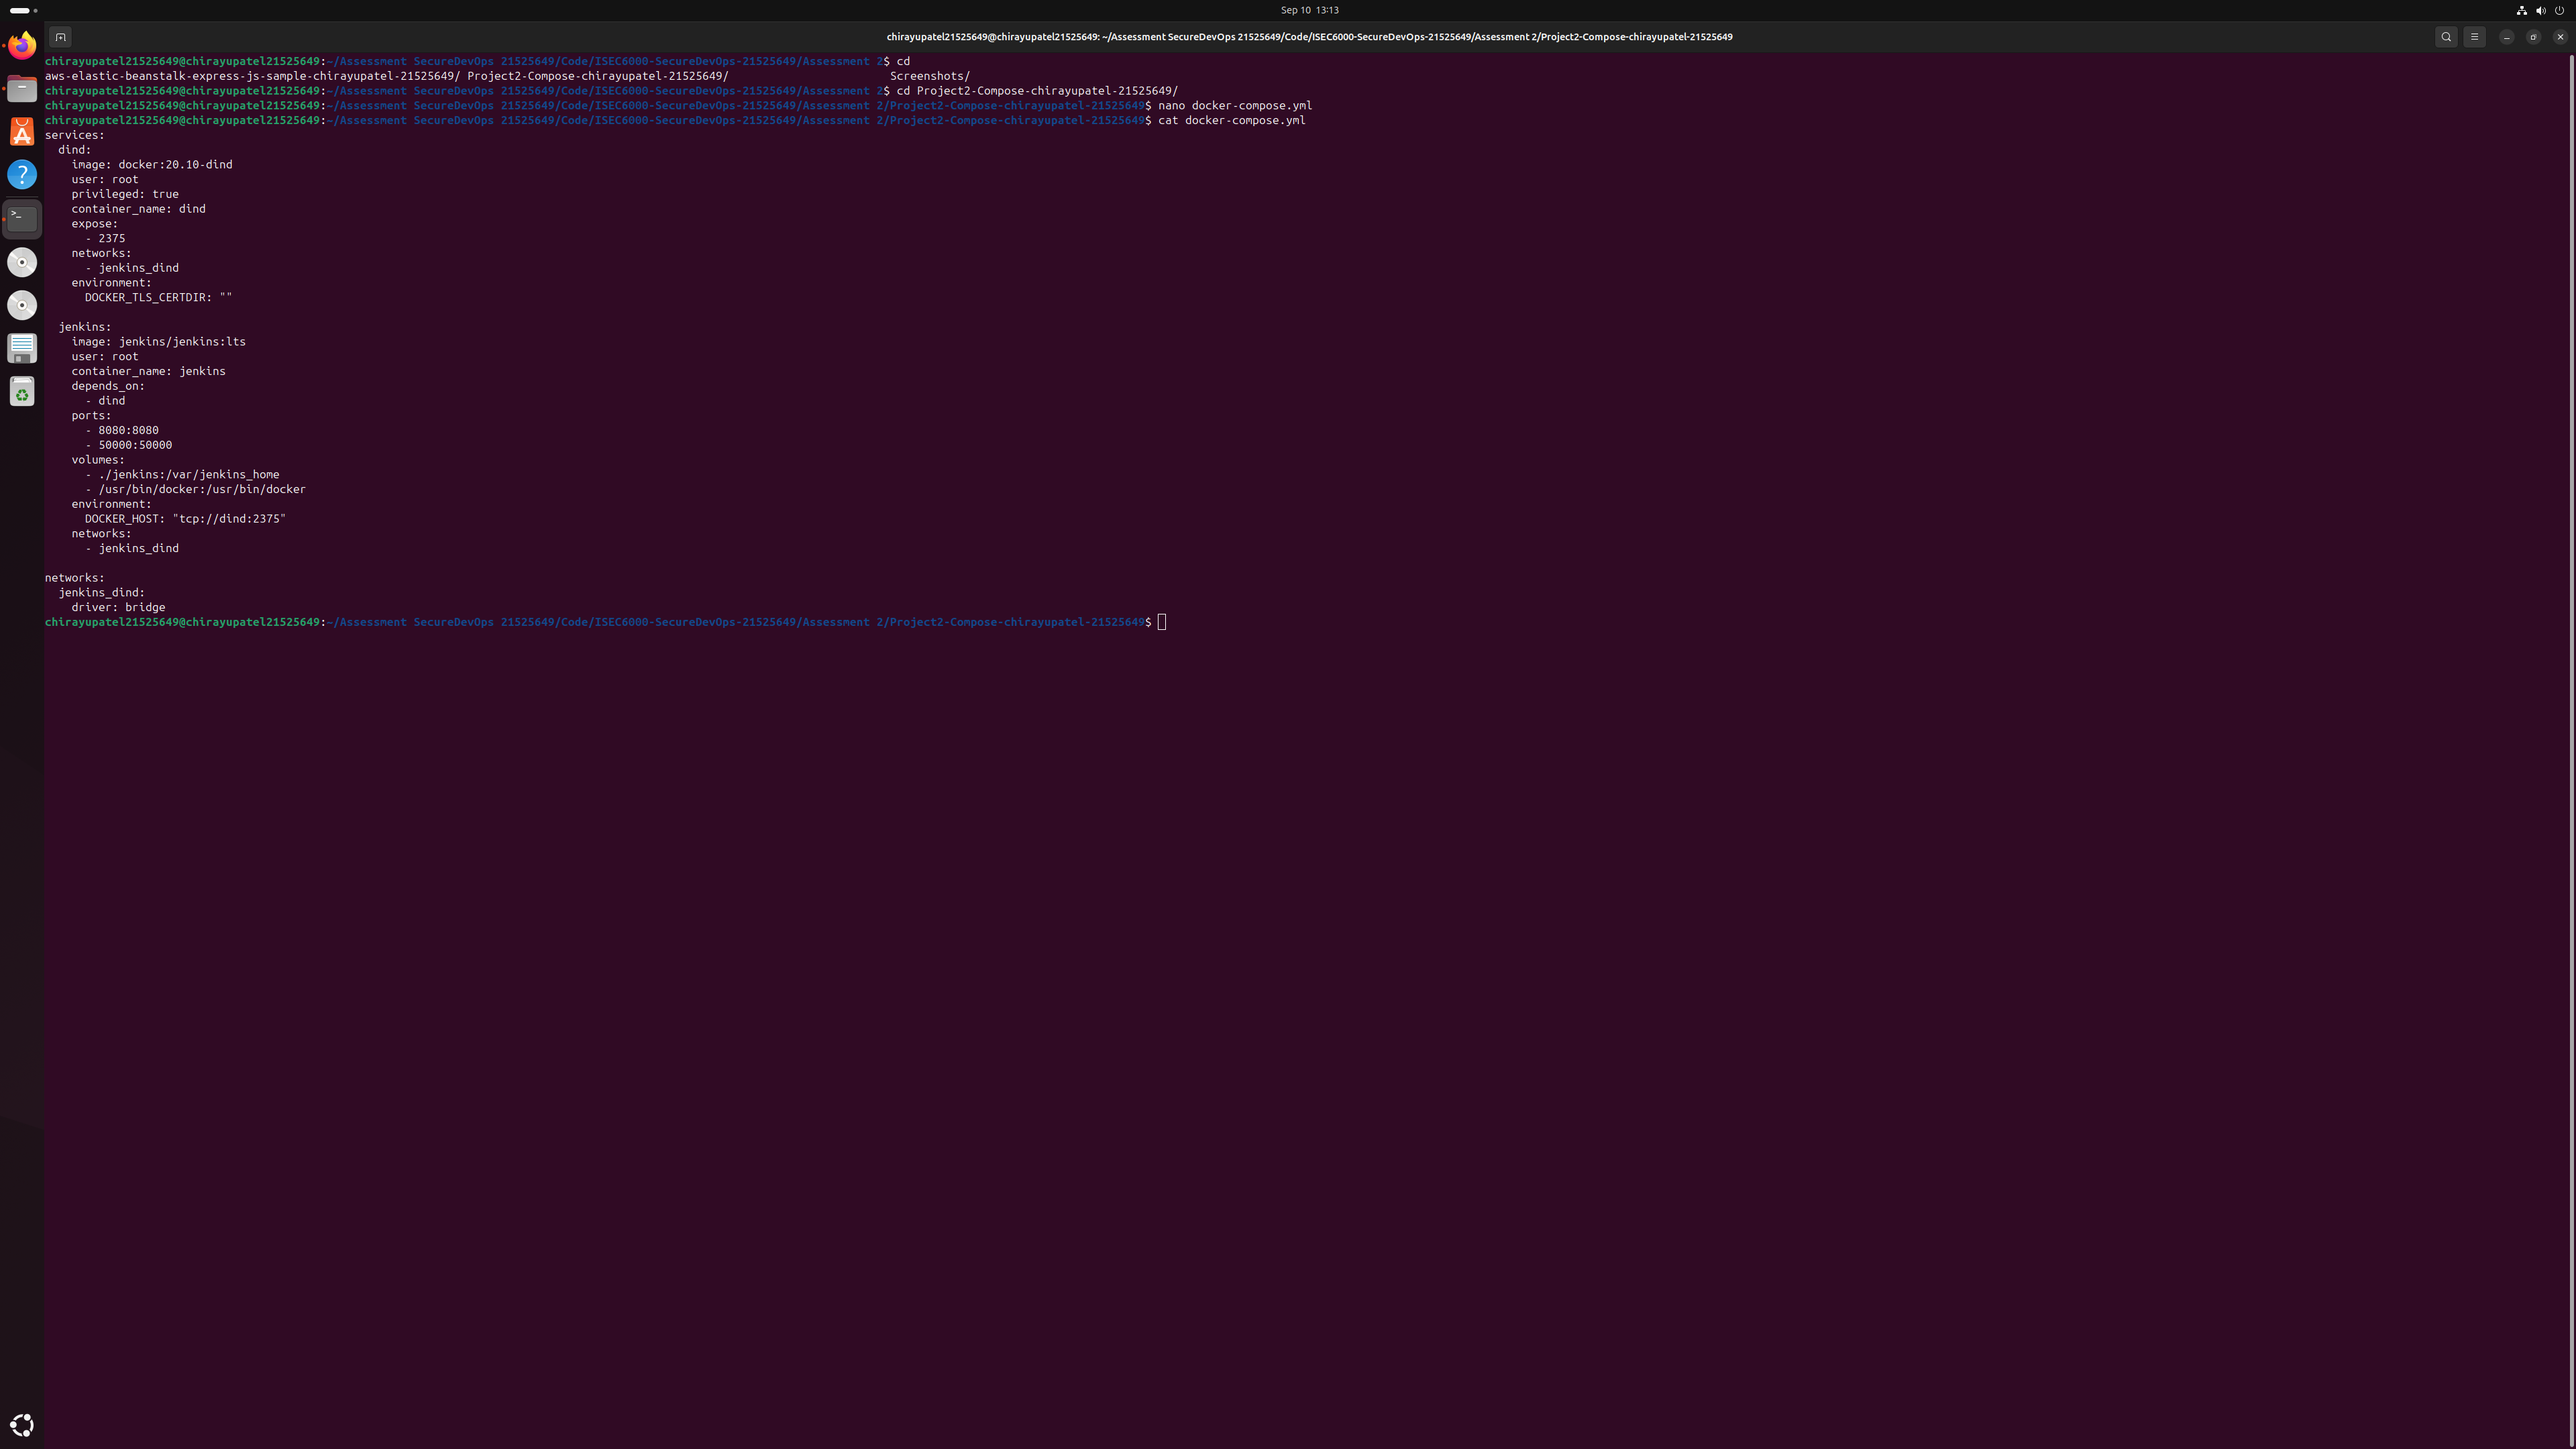 Sep 10 13:13
chirayupatel21525649@chirayupatel21525649: ~/Assessment SecureDevOps 21525649/Code/ISEC6000-SecureDevOps-21525649/Assessment 2/Project2-Compose-chirayupatel-21525649
chirayupatel21525649@chirayupatel21525649:~/Assessment SecureDevOps 21525649/Code/ISEC6000-SecureDevOps-21525649/Assessment 2$ cd
aws-elastic-beanstalk-express-js-sample-chirayupatel-21525649/ Project2-Compose-chirayupatel-21525649/                        Screenshots/
chirayupatel21525649@chirayupatel21525649:~/Assessment SecureDevOps 21525649/Code/ISEC6000-SecureDevOps-21525649/Assessment 2$ cd Project2-Compose-chirayupatel-21525649/
chirayupatel21525649@chirayupatel21525649:~/Assessment SecureDevOps 21525649/Code/ISEC6000-SecureDevOps-21525649/Assessment 2/Project2-Compose-chirayupatel-21525649$ nano docker-compose.yml
chirayupatel21525649@chirayupatel21525649:~/Assessment SecureDevOps 21525649/Code/ISEC6000-SecureDevOps-21525649/Assessment 2/Project2-Compose-chirayupatel-21525649$ cat docker-compose.yml
services:
  dind:
    image: docker:20.10-dind
    user: root
    privileged: true
    container_name: dind
    expose:
      - 2375
    networks:
      - jenkins_dind
    environment:
      DOCKER_TLS_CERTDIR: ""

  jenkins:
    image: jenkins/jenkins:lts
    user: root
    container_name: jenkins
    depends_on:
      - dind
    ports:
      - 8080:8080
      - 50000:50000
    volumes:
      - ./jenkins:/var/jenkins_home
      - /usr/bin/docker:/usr/bin/docker
    environment:
      DOCKER_HOST: "tcp://dind:2375"
    networks:
      - jenkins_dind

networks:
  jenkins_dind:
    driver: bridge
chirayupatel21525649@chirayupatel21525649:~/Assessment SecureDevOps 21525649/Code/ISEC6000-SecureDevOps-21525649/Assessment 2/Project2-Compose-chirayupatel-21525649$